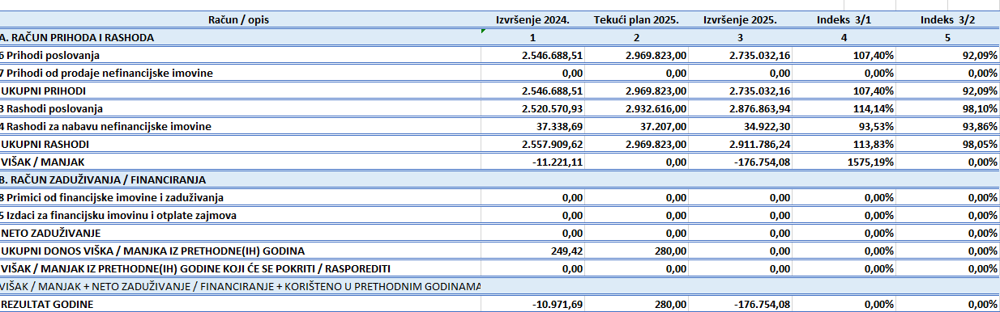 Račun / opis Izvršenje 2024. Tekući plan 2025. Izvršenje 2025. Indeks 3/1 Indeks 3/2
A. RAČUN PRIHODA I RASHODA 1 2 3 4 5
6 Prihodi poslovanja 2.546.688,51 2.969.823,00 2.735.032,16 107,40% 92,09%
7 Prihodi od prodaje nefinancijske imovine 0,00 0,00 0,00 0,00% 0,00%
UKUPNI PRIHODI 2.546.688,51 2.969.823,00 2.735.032,16 107,40% 92,09%
3 Rashodi poslovanja 2.520.570,93 2.932.616,00 2.876.863,94 114,14% 98,10%
4 Rashodi za nabavu nefinancijske imovine 37.338,69 37.207,00 34.922,30 93,53% 93,86%
UKUPNI RASHODI 2.557.909,62 2.969.823,00 2.911.786,24 113,83% 98,05%
VIŠAK / MANJAK -11.221,11 0,00 -176.754,08 1575,19% 0,00%
B. RAČUN ZADUŽIVANJA / FINANCIRANJA
8 Primici od financijske imovine i zaduživanja 0,00 0,00 0,00 0,00% 0,00%
5 Izdaci za financijsku imovinu i otplate zajmova 0,00 0,00 0,00 0,00% 0,00%
NETO ZADUŽIVANJE 0,00 0,00 0,00 0,00% 0,00%
UKUPNI DONOS VIŠKA / MANJKA IZ PRETHODNE(IH) GODINA 249,42 280,00 0,00 0,00% 0,00%
VIŠAK / MANJAK IZ PRETHODNE(IH) GODINE KOJI ĆE SE POKRITI / RASPOREDITI 0,00 0,00 0,00 0,00% 0,00%
VIŠAK / MANJAK + NETO ZADUŽIVANJE / FINANCIRANJE + KORIŠTENO U PRETHODNIM GODINAMA
REZULTAT GODINE -10.971,69 280,00 -176.754,08 0,00% 0,00%